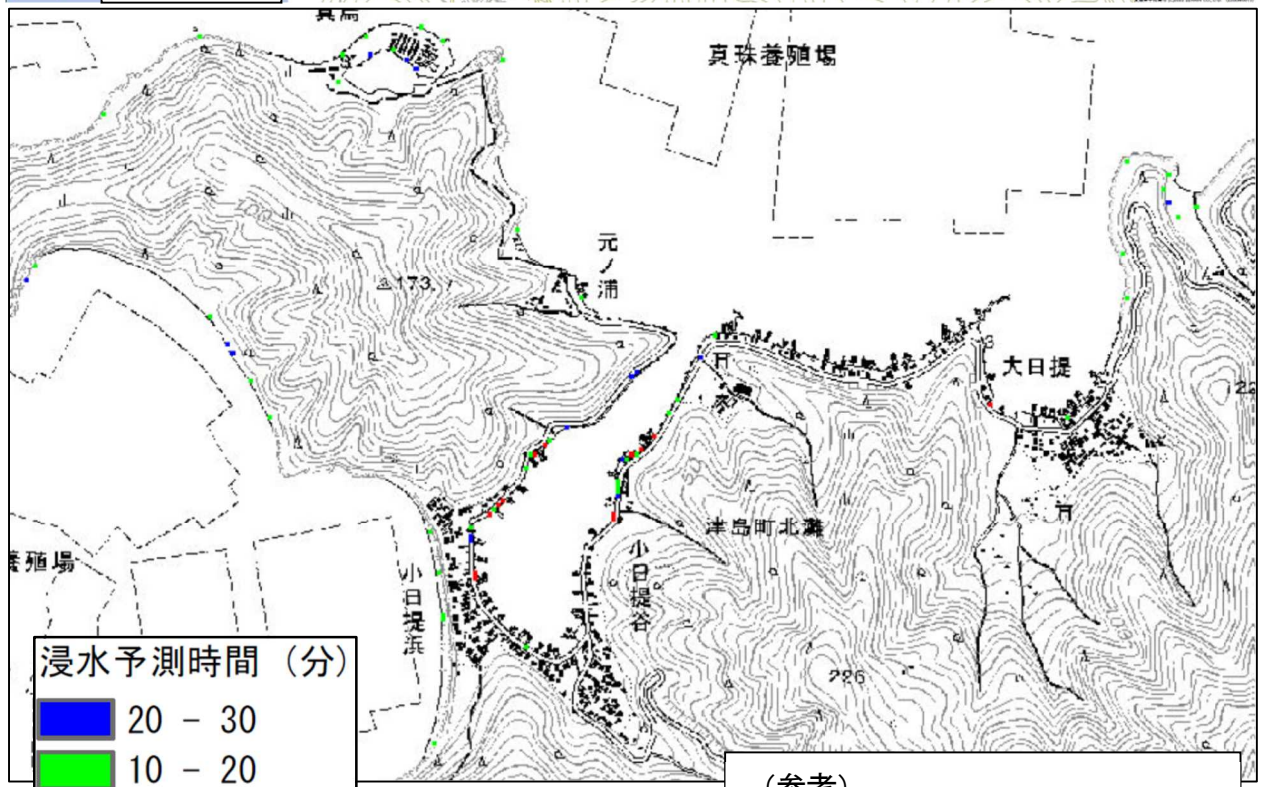 真珠養殖場
元ノ浦
173
3
大日提
津島町北灘
小日提谷
小日提浜
養殖場
226
浸水予測時間（分）
20 - 30
10 - 20
（参考）